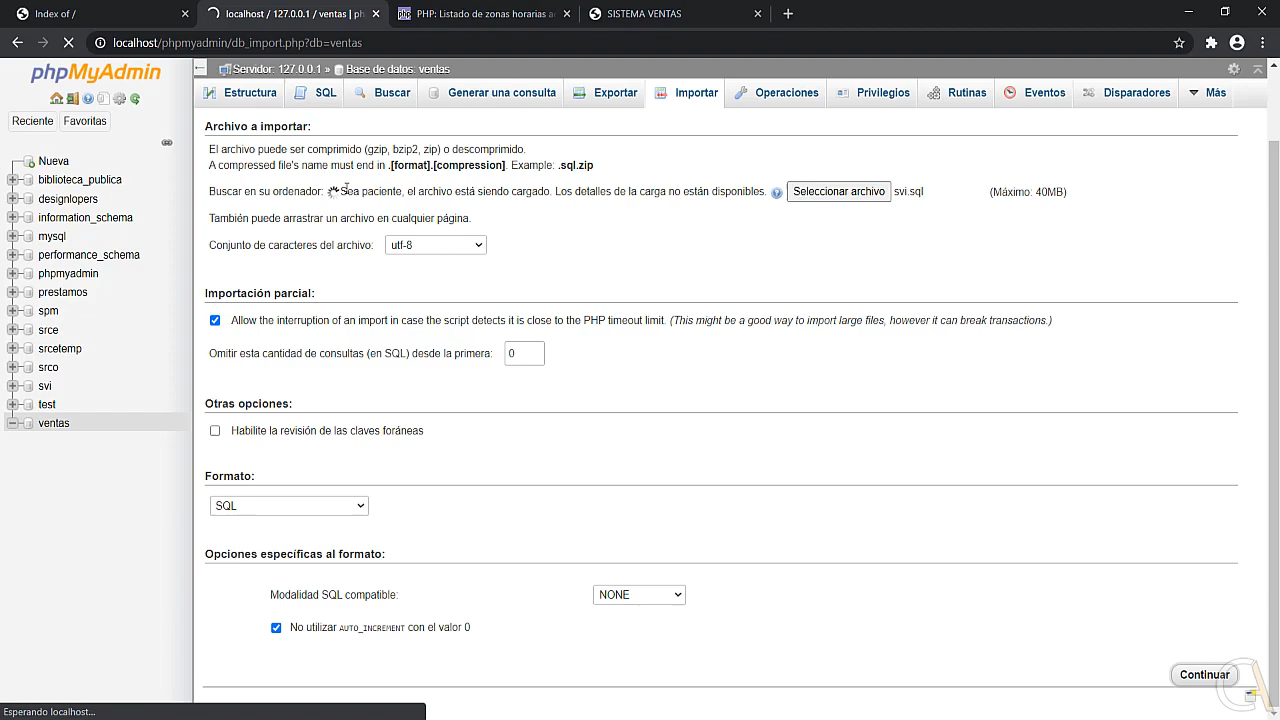 Index of /
localhost / 127.0.0.1 / ventas | ph
PHP: Listado de zonas horarias ad
SISTEMA VENTAS
localhost/phpmyadmin/db_import.php?db=ventas
phpMyAdmin
Servidor: 127.0.0.1 » Base de datos: ventas
Estructura
SQL
Buscar
Generar una consulta
Exportar
Importar
Operaciones
Privilegios
Rutinas
Eventos
Disparadores
Más
Reciente
Favoritas
Nueva
biblioteca_publica
designlopers
information_schema
mysql
performance_schema
phpmyadmin
prestamos
spm
srce
srcetemp
srco
svi
test
ventas
Archivo a importar:
El archivo puede ser comprimido (gzip, bzip2, zip) o descomprimido.
A compressed file's name must end in .[format].[compression]. Example: .sql.zip
Buscar en su ordenador: Sea paciente, el archivo está siendo cargado. Los detalles de la carga no están disponibles. Seleccionar archivo svi.sql (Máximo: 40MB)
También puede arrastrar un archivo en cualquier página.
Conjunto de caracteres del archivo: utf-8
Importación parcial:
Allow the interruption of an import in case the script detects it is close to the PHP timeout limit. (This might be a good way to import large files, however it can break transactions.)
Omitir esta cantidad de consultas (en SQL) desde la primera: 0
Otras opciones:
Habilite la revisión de las claves foráneas
Formato:
SQL
Opciones específicas al formato:
Modalidad SQL compatible: NONE
No utilizar AUTO_INCREMENT con el valor 0
Continuar
Esperando localhost...